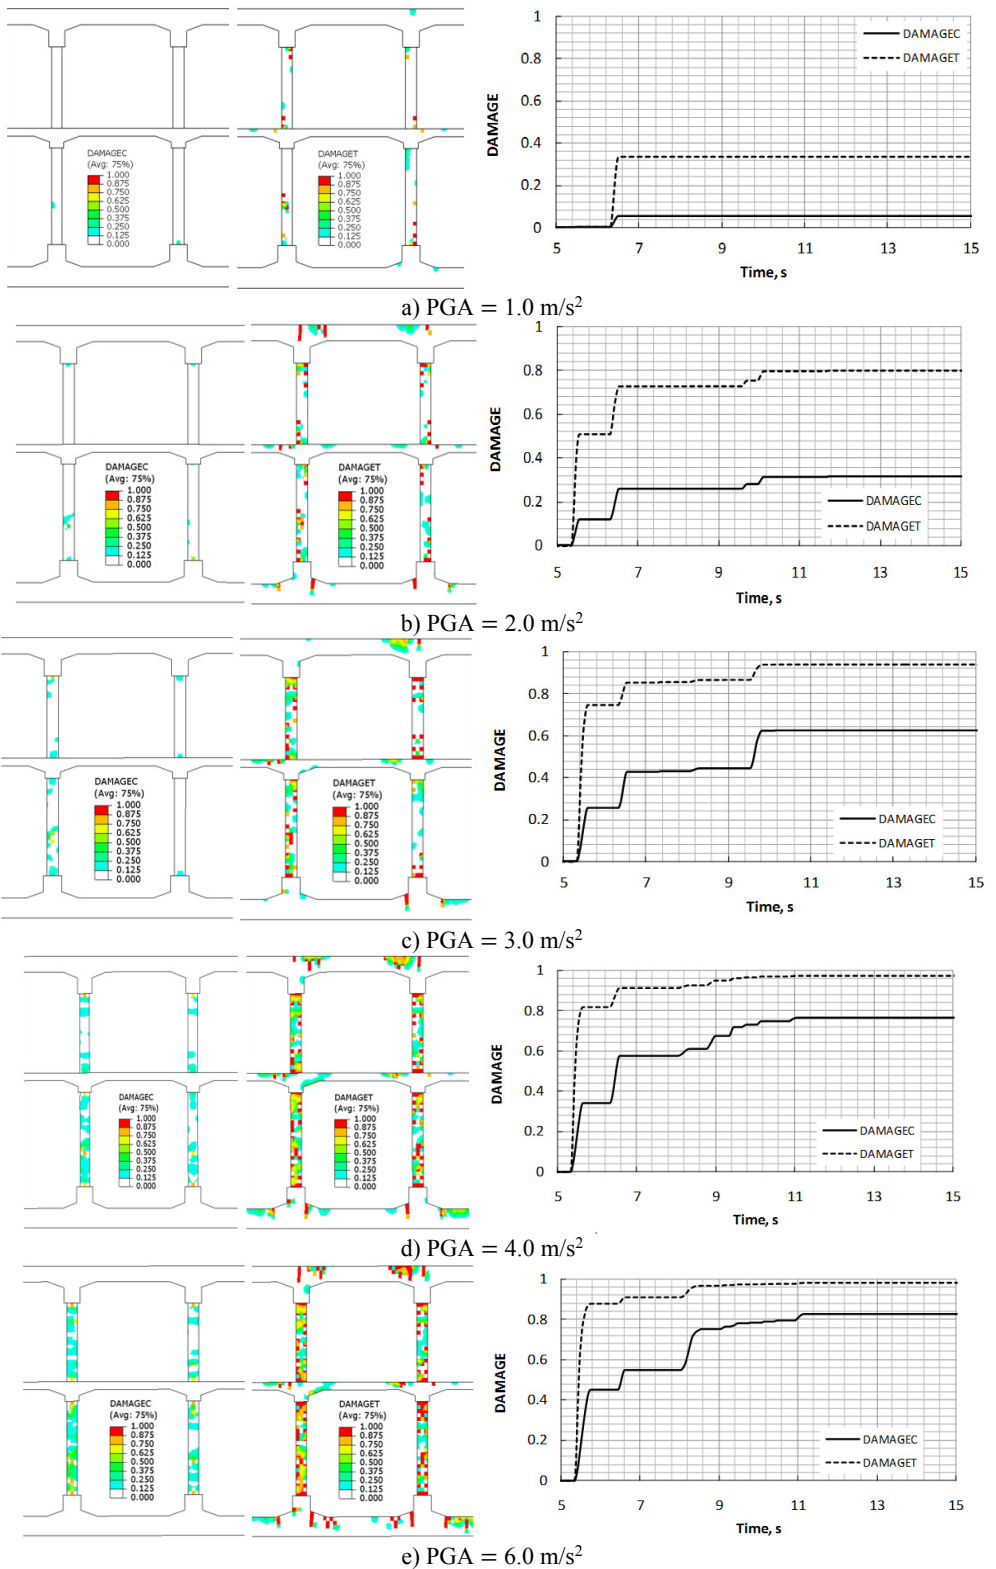 DAMAGEC
(Avg: 75%)
1.000
0.875
0.750
0.625
0.500
0.375
0.250
0.125
0.000
DAMAGET
(Avg: 75%)
1.000
0.875
0.750
0.625
0.500
0.375
0.250
0.125
0.000
DAMAGE
1
0.8
0.6
0.4
0.2
0
5 7 9 11 13 15
Time, s
DAMAGEC
DAMAGET
a) PGA = 1.0 m/s²
DAMAGEC
(Avg: 75%)
1.000
0.875
0.750
0.625
0.500
0.375
0.250
0.125
0.000
DAMAGET
(Avg: 75%)
1.000
0.875
0.750
0.625
0.500
0.375
0.250
0.125
0.000
DAMAGE
1
0.8
0.6
0.4
0.2
0
5 7 9 11 13 15
Time, s
DAMAGEC
DAMAGET
b) PGA = 2.0 m/s²
DAMAGEC
(Avg: 75%)
1.000
0.875
0.750
0.625
0.500
0.375
0.250
0.125
0.000
DAMAGET
(Avg: 75%)
1.000
0.875
0.750
0.625
0.500
0.375
0.250
0.125
0.000
DAMAGE
1
0.8
0.6
0.4
0.2
0
5 7 9 11 13 15
Time, s
DAMAGEC
DAMAGET
c) PGA = 3.0 m/s²
DAMAGEC
(Avg: 75%)
1.000
0.875
0.750
0.625
0.500
0.375
0.250
0.125
0.000
DAMAGET
(Avg: 75%)
1.000
0.875
0.750
0.625
0.500
0.375
0.250
0.125
0.000
DAMAGE
1
0.8
0.6
0.4
0.2
0
5 7 9 11 13 15
Time, s
DAMAGEC
DAMAGET
d) PGA = 4.0 m/s²
DAMAGEC
(Avg: 75%)
1.000
0.875
0.750
0.625
0.500
0.375
0.250
0.125
0.000
DAMAGET
(Avg: 75%)
1.000
0.875
0.750
0.625
0.500
0.375
0.250
0.125
0.000
DAMAGE
1
0.8
0.6
0.4
0.2
0
5 7 9 11 13 15
Time, s
DAMAGEC
DAMAGET
e) PGA = 6.0 m/s²